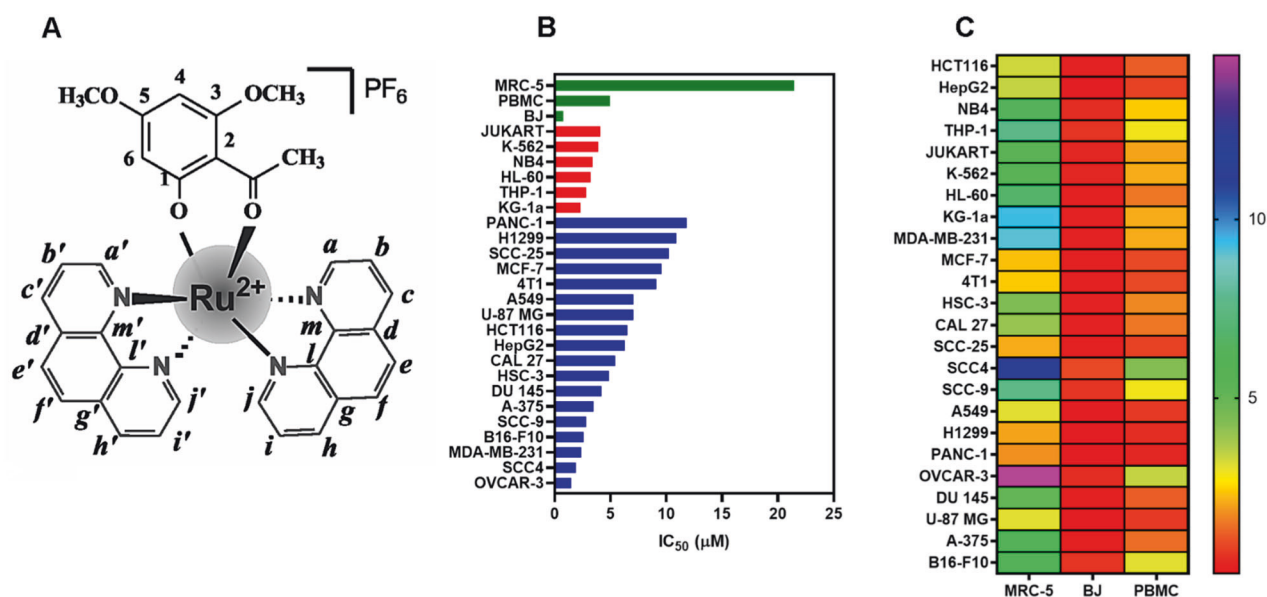 A
PF6
4
H3CO
5
3
OCH3
2
6
CH3
1
O
O
b'
a'
a
b
c'
N
Ru2+
N
c
d'
m'
m
d
e'
l'
N
N
l
e
f'
g'
j'
j
g
f
h'
i'
i
h
B
MRC-5
PBMC
BJ
JUKART
K-562
NB4
HL-60
THP-1
KG-1a
PANC-1
H1299
SCC-25
MCF-7
4T1
A549
U-87 MG
HCT116
HepG2
CAL 27
HSC-3
DU 145
A-375
SCC-9
B16-F10
MDA-MB-231
SCC4
OVCAR-3
0 5 10 15 20 25
IC50 (μM)
C
HCT116
HepG2
NB4
THP-1
JUKART
K-562
HL-60
KG-1a
MDA-MB-231
MCF-7
4T1
HSC-3
CAL 27
SCC-25
SCC4
SCC-9
A549
H1299
PANC-1
OVCAR-3
DU 145
U-87 MG
A-375
B16-F10
MRC-5 BJ PBMC
10
5